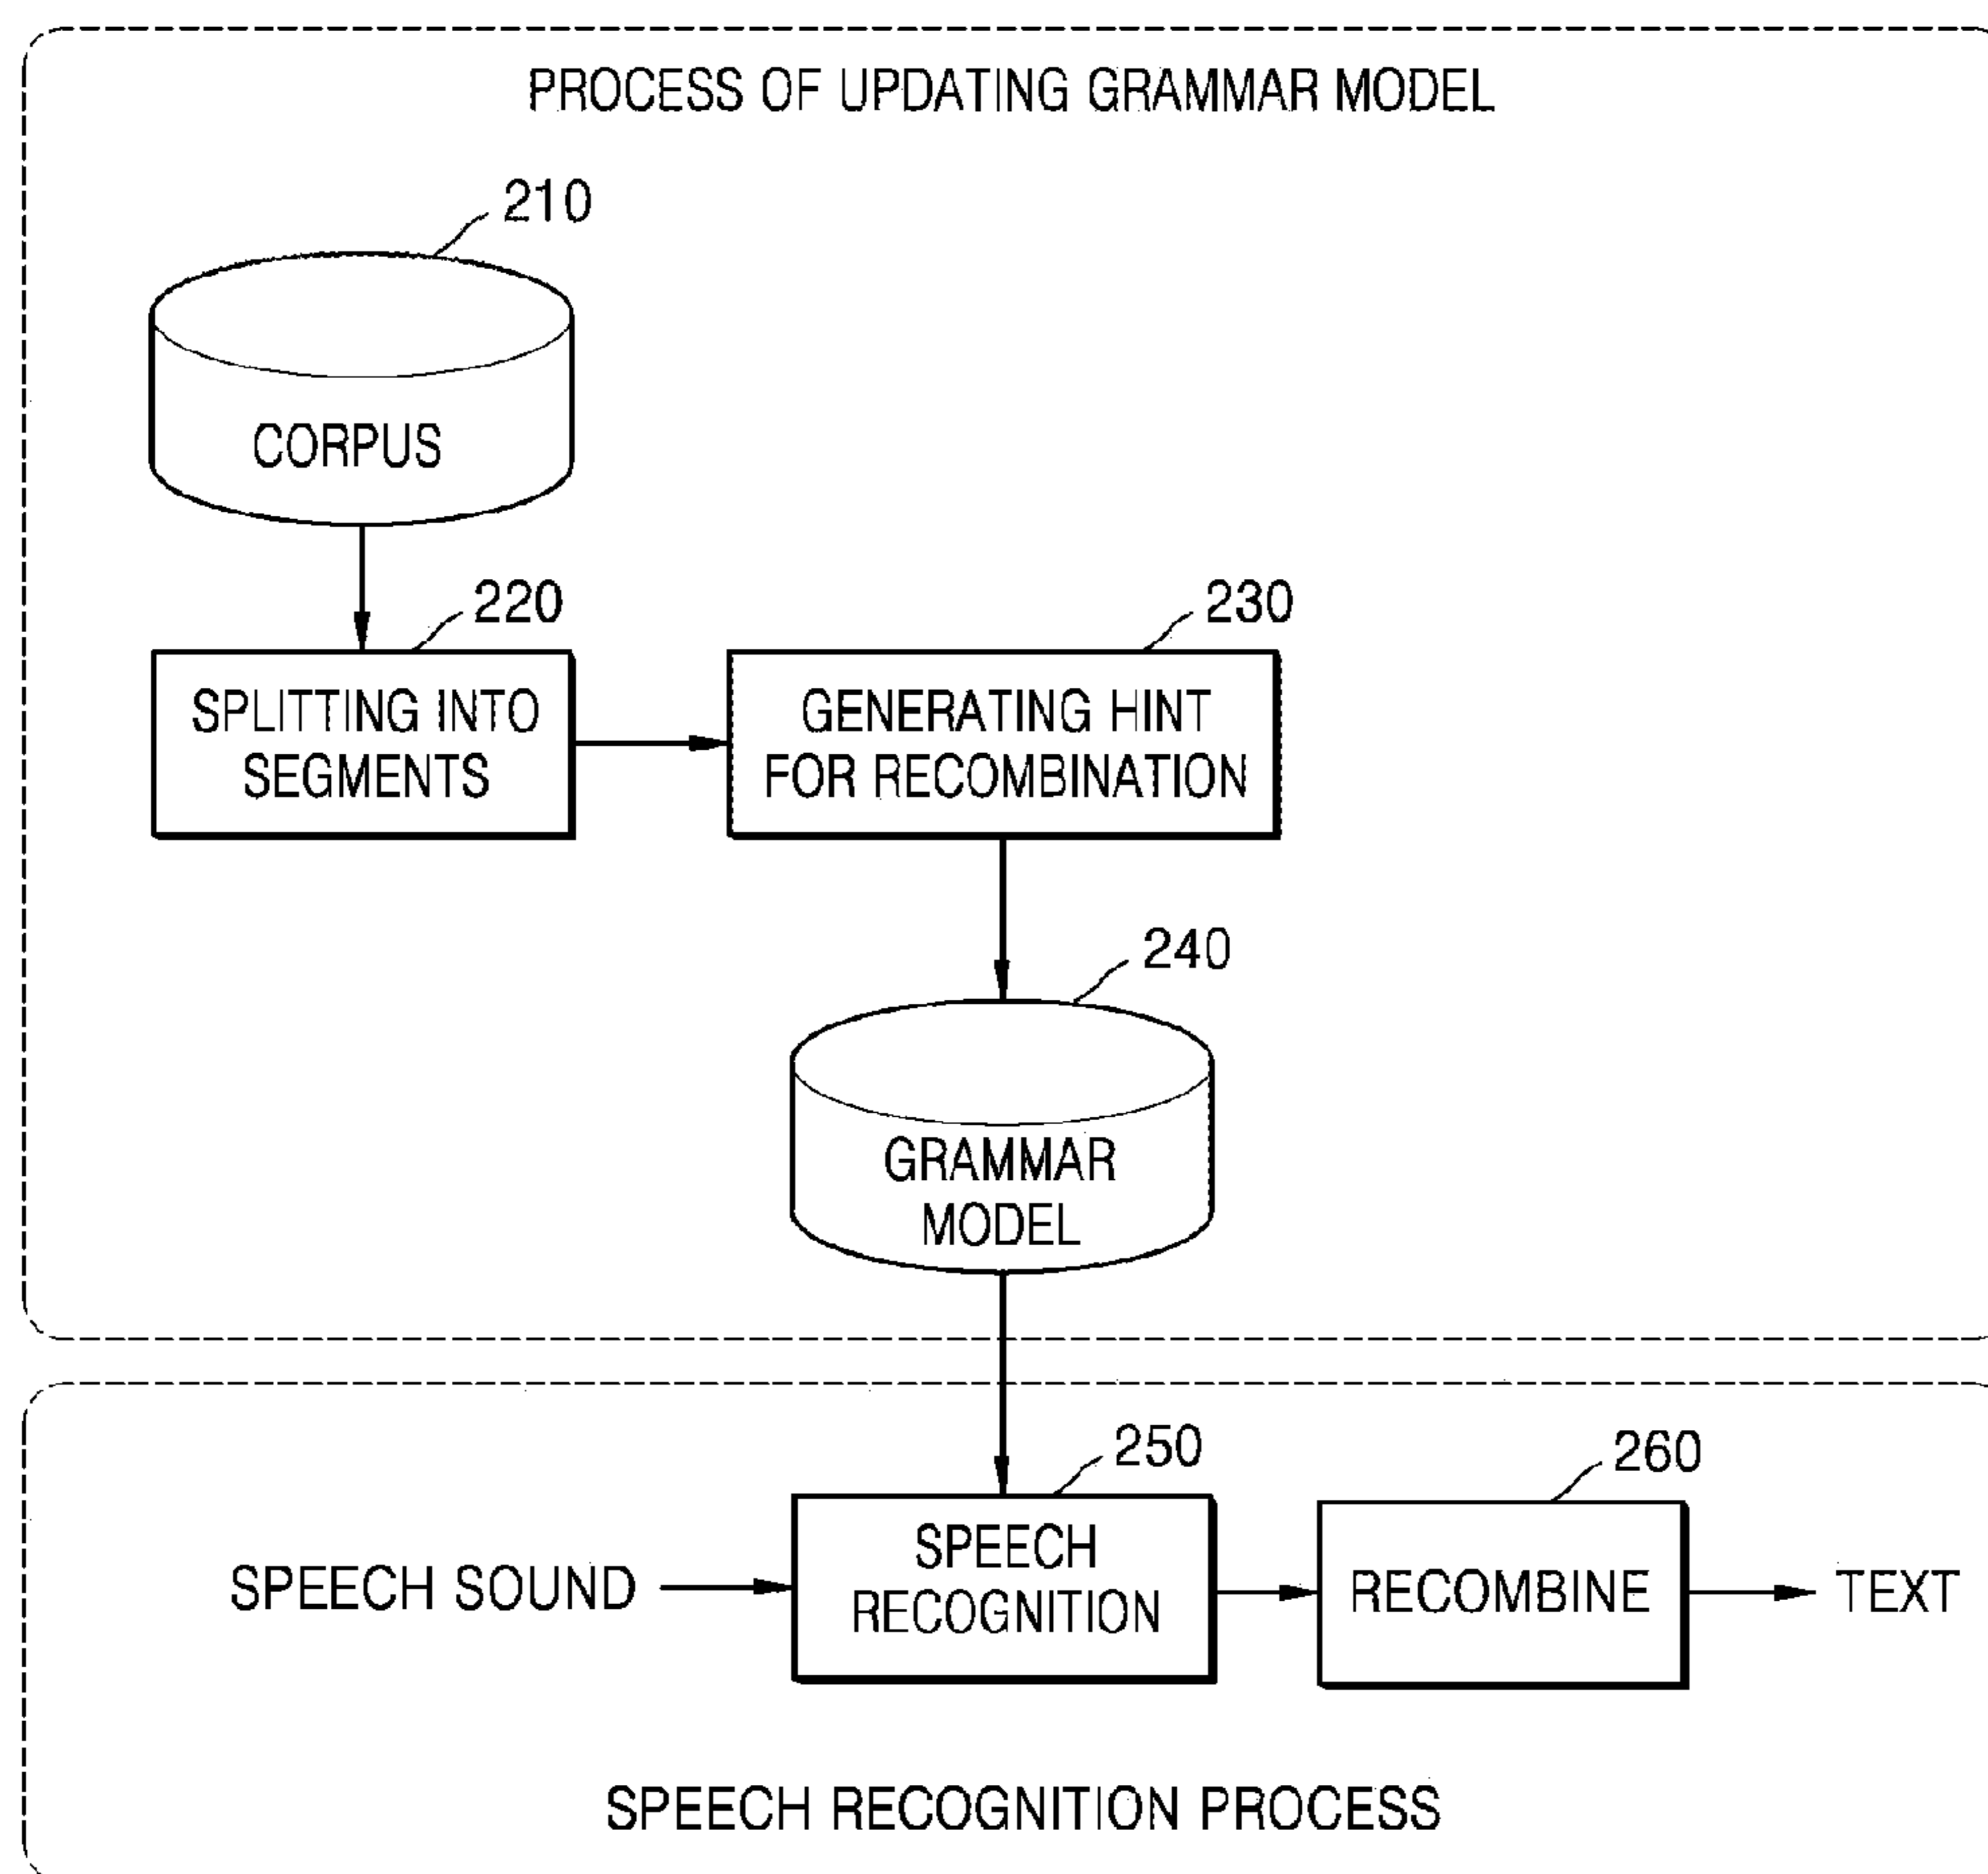 PROCESS OF UPDATING GRAMMAR MODEL
210
CORPUS
220
SPLITTING INTO
SEGMENTS
230
GENERATING HINT
FOR RECOMBINATION
240
GRAMMAR
MODEL
250
260
SPEECH SOUND
SPEECH
RECOGNITION
RECOMBINE
TEXT
SPEECH RECOGNITION PROCESS